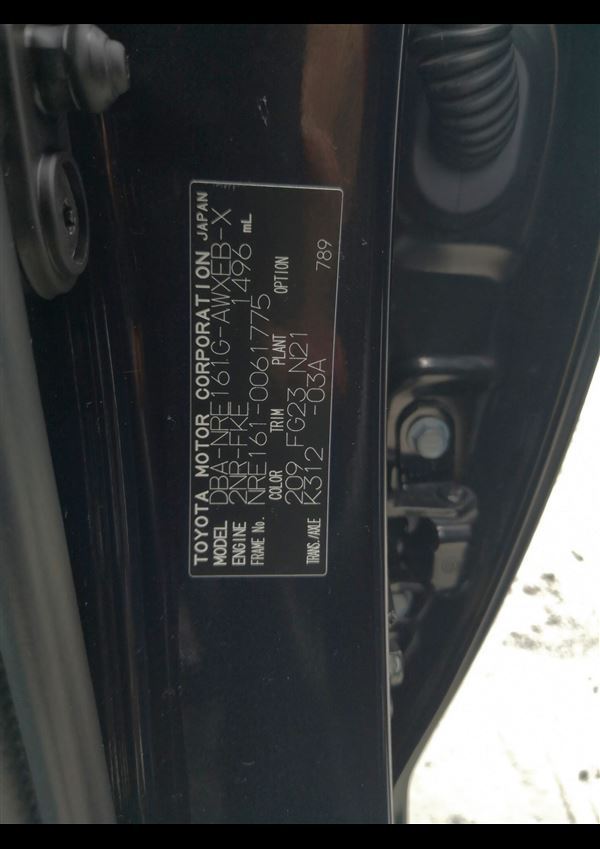 TOYOTA MOTOR CORPORATION JAPAN
MODEL DBA-NRE161G-AWXEB-X
ENGINE 2NR-FKE 1496 mL
FRAME No. NRE161-0061775
COLOR TRIM PLANT OPTION
209 FG23 N21
TRANS./AXLE K312 -03A 789